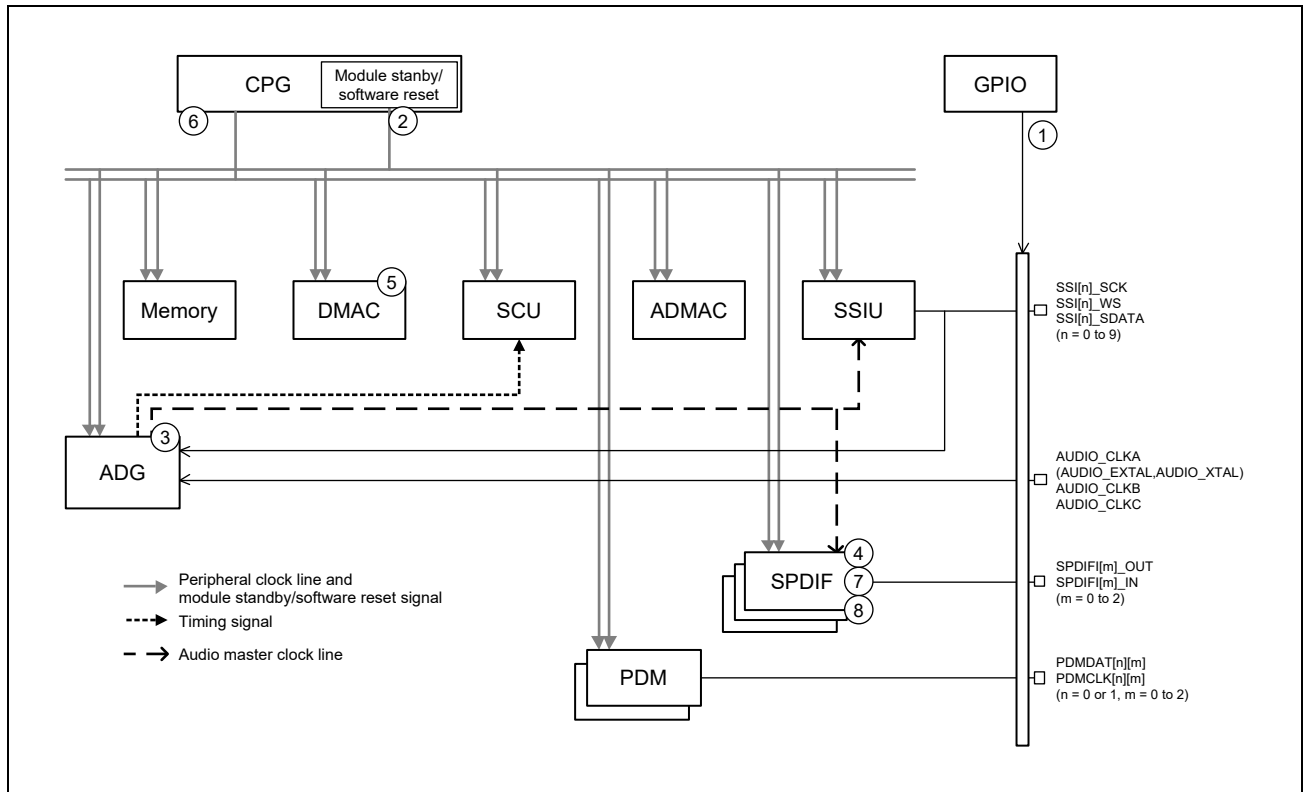 CPG
Module stanby/
software reset
GPIO
6
2
1
Memory
DMAC
5
SCU
ADMAC
SSIU
SSI[n]_SCK
SSI[n]_WS
SSI[n]_SDATA
(n = 0 to 9)
3
ADG
AUDIO_CLKA
(AUDIO_EXTAL,AUDIO_XTAL)
AUDIO_CLKB
AUDIO_CLKC
4
SPDIF
7
8
SPDIFI[m]_OUT
SPDIFI[m]_IN
(m = 0 to 2)
Peripheral clock line and
module standby/software reset signal
Timing signal
Audio master clock line
PDM
PDMDAT[n][m]
PDMCLK[n][m]
(n = 0 or 1, m = 0 to 2)